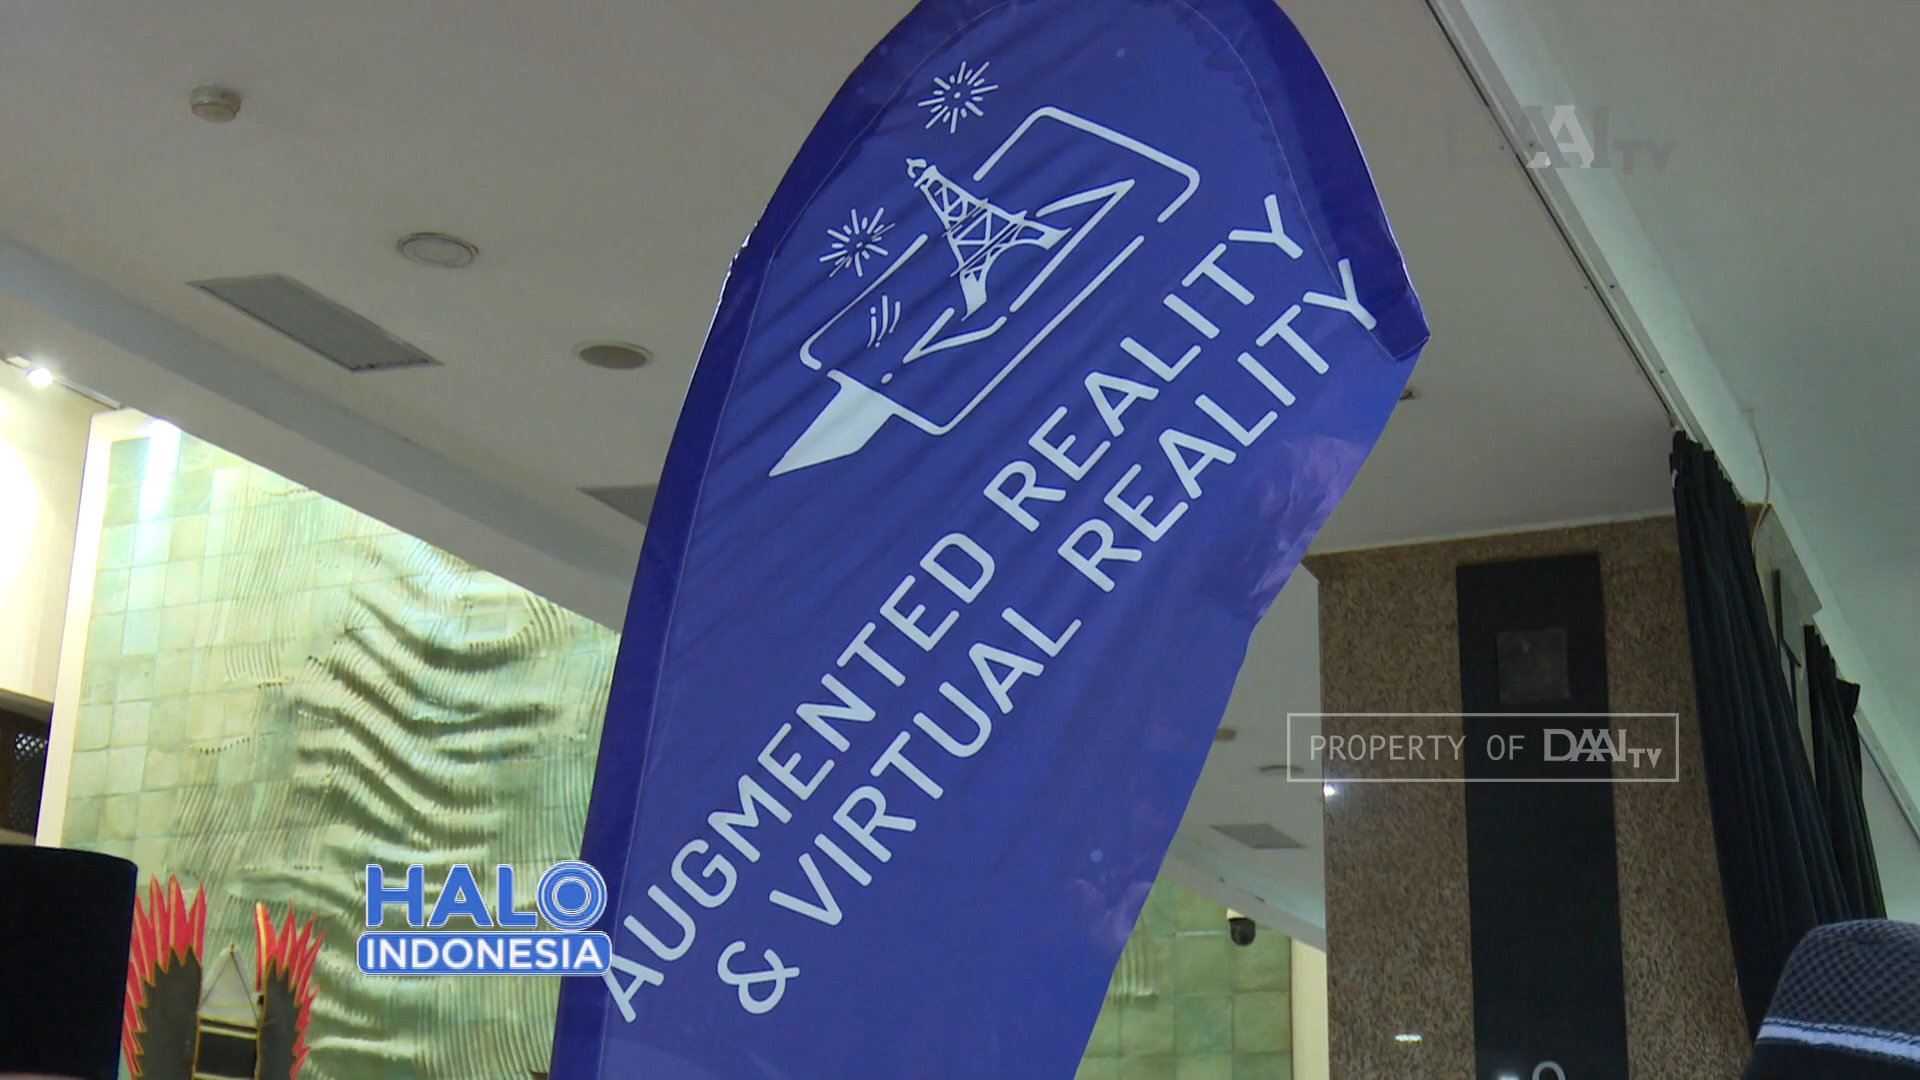 DAAI TV
AUGMENTED REALITY
& VIRTUAL REALITY
PROPERTY OF DAAI TV
HALO
INDONESIA